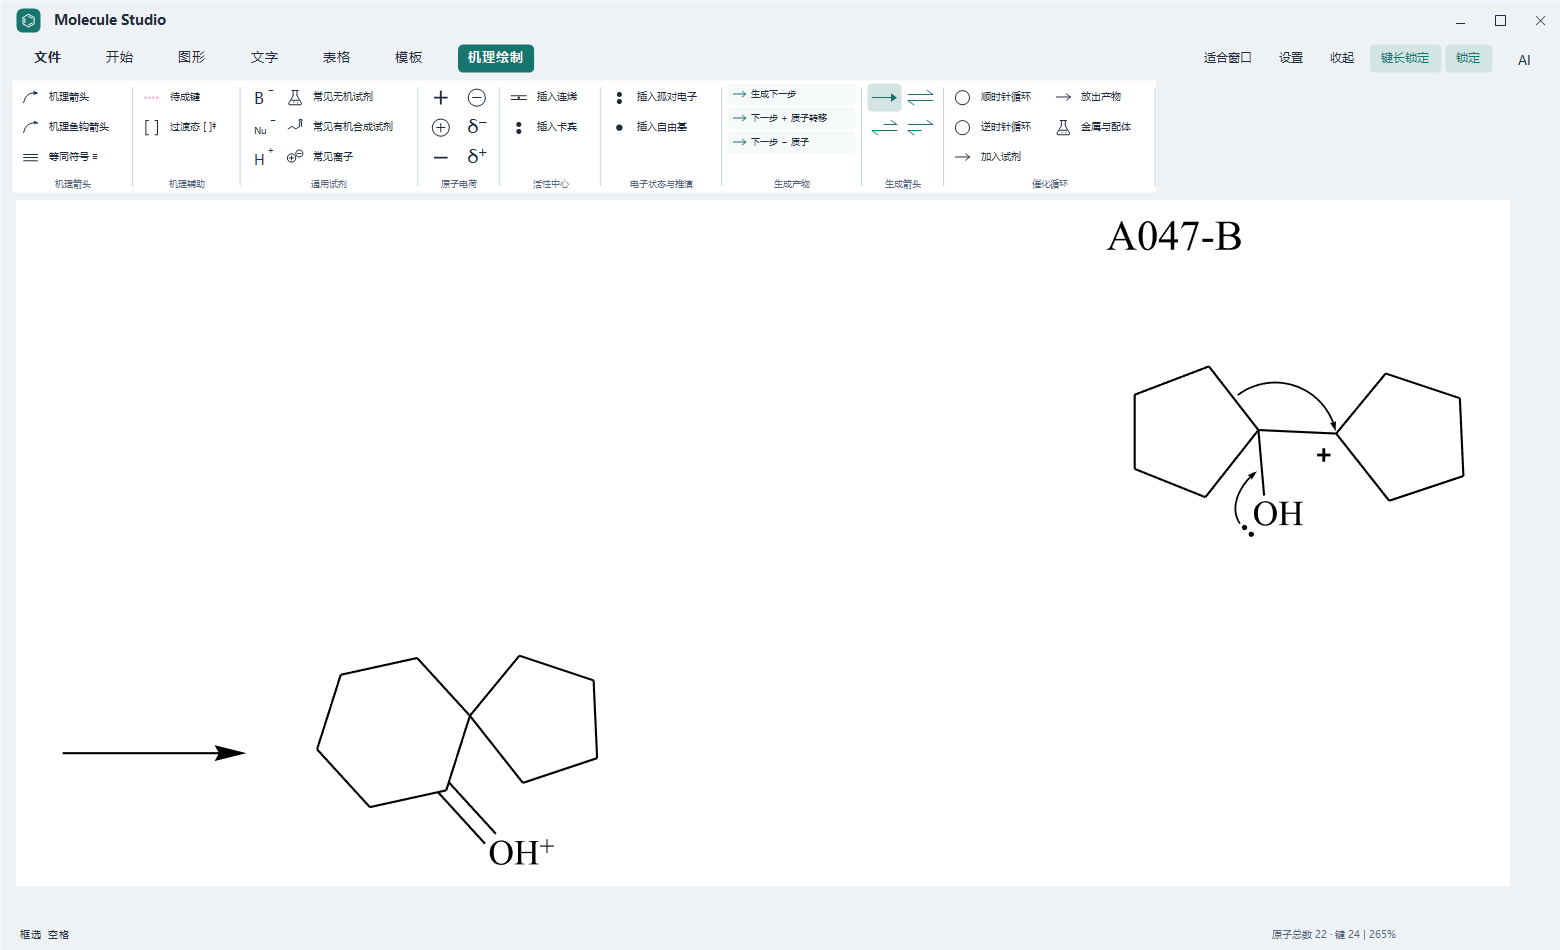 Molecule Studio
文件 开始 图形 文字 表格 模板 机理绘制 适合窗口 设置 收起 键长锁定 锁定 AI
机理箭头 待成键 B⁻ 常见无机试剂 + − 插入连烯 插入孤对电子 生成下一步 顺时针循环 放出产物
机理鱼钩箭头 过渡态 [ ]‡ Nu⁻ 常见有机合成试剂 + δ⁻ 插入卡宾 插入自由基 下一步 + 质子转移 逆时针循环 金属与配体
等同符号 ≡ H⁺ 常见离子 − δ⁺ 下一步 − 质子 加入试剂
机理箭头 机理辅助 通用试剂 原子电荷 活性中心 电子状态与推演 生成产物 生成箭头 催化循环
A047-B
+
OH
OH⁺
框选 空格 原子总数 22 · 键 24 | 265%